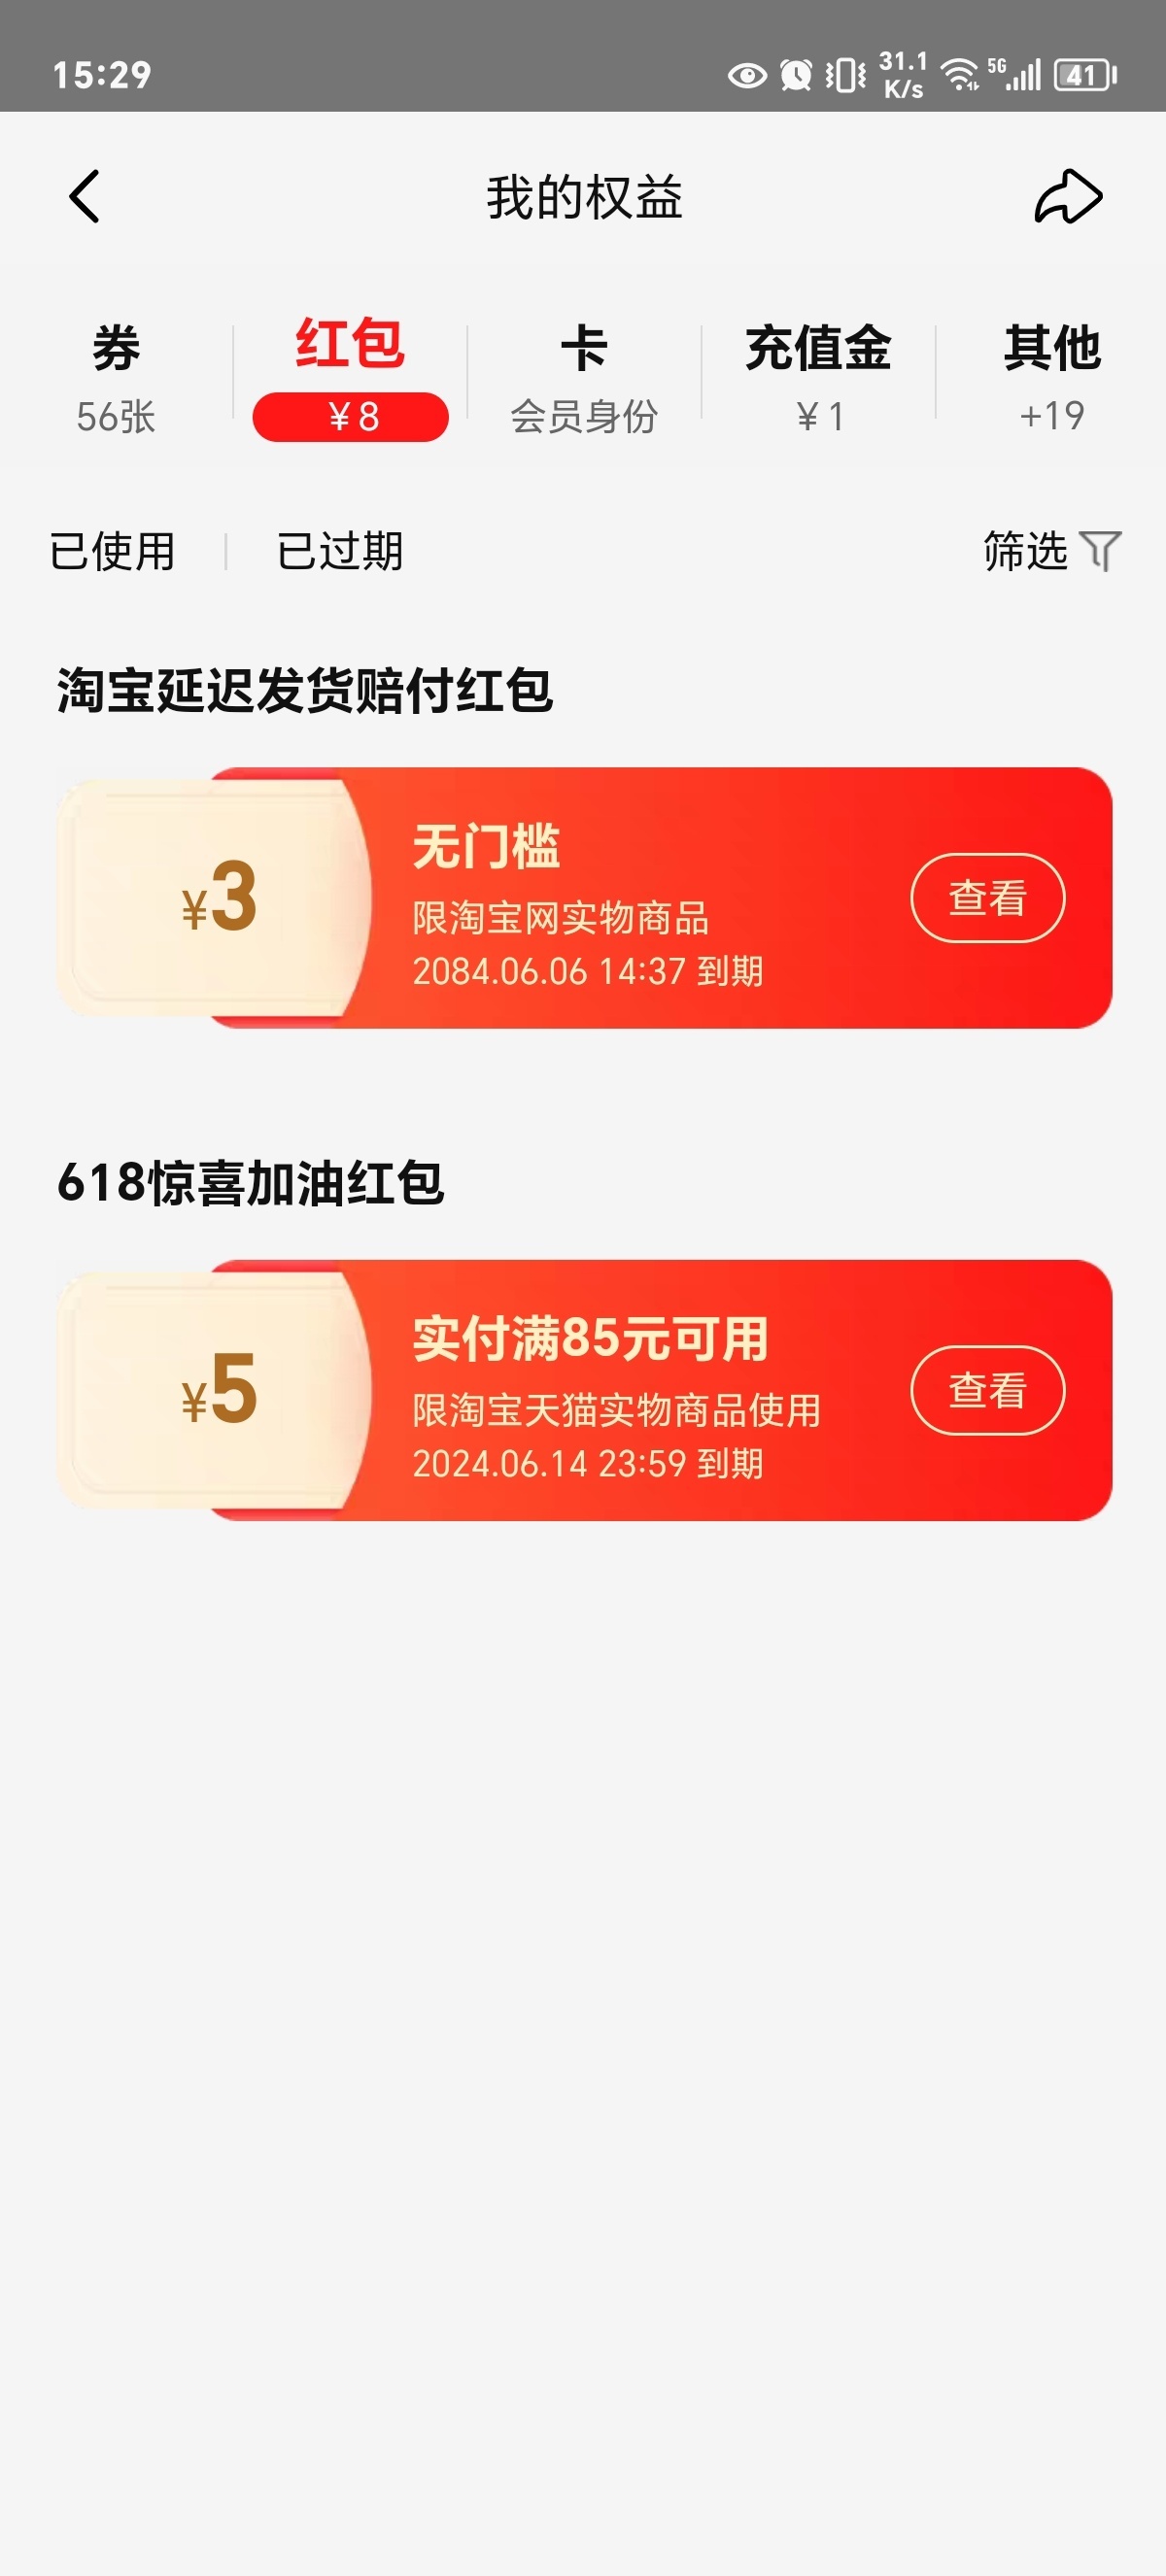 15:29
31.1 K/s 5G 41
我的权益
券 红包 卡 充值金 其他
56张 ¥8 会员身份 ¥1 +19
已使用 已过期 筛选
淘宝延迟发货赔付红包
¥3
无门槛
限淘宝网实物商品
2084.06.06 14:37 到期
查看
618惊喜加油红包
¥5
实付满85元可用
限淘宝天猫实物商品使用
2024.06.14 23:59 到期
查看